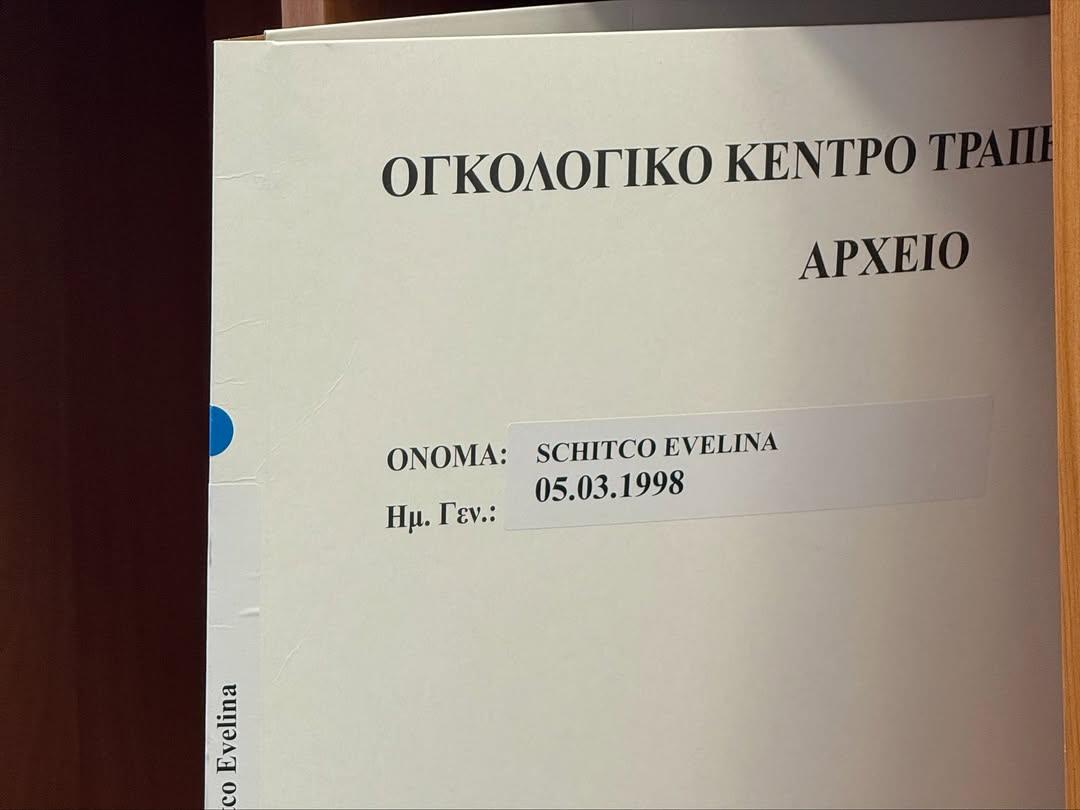 ΟΓΚΟΛΟΓΙΚΟ ΚΕΝΤΡΟ
ΑΡΧΕΙΟ
ΟΝΟΜΑ: SCHITCO EVELINA
05.03.1998
Ημ. Γεν.:
Evelina